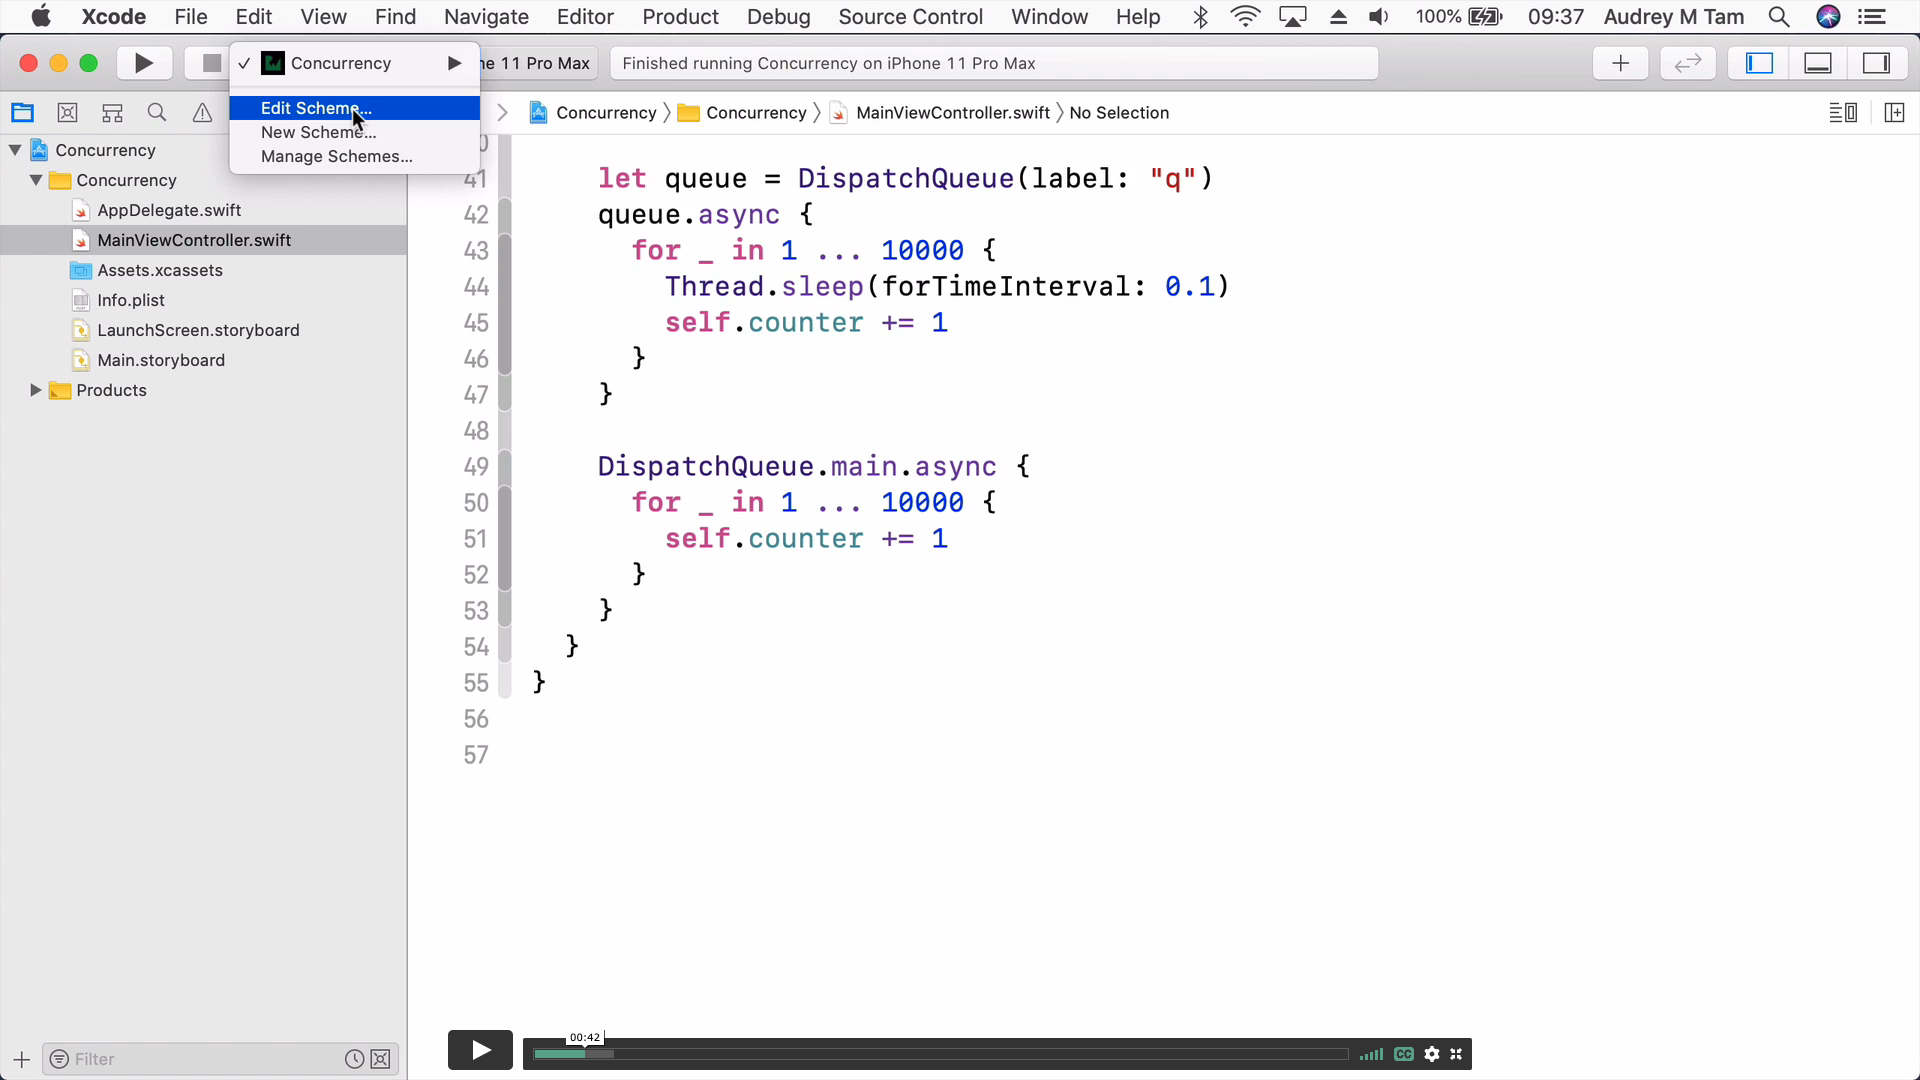 Xcode File Edit View Find Navigate Editor Product Debug Source Control Window Help 100% 09:37 Audrey M Tam
Concurrency
ne 11 Pro Max
Finished running Concurrency on iPhone 11 Pro Max
Edit Scheme...
New Scheme...
Manage Schemes...
Concurrency Concurrency MainViewController.swift No Selection
Concurrency
Concurrency
AppDelegate.swift
MainViewController.swift
Assets.xcassets
Info.plist
LaunchScreen.storyboard
Main.storyboard
Products
0
41 let queue = DispatchQueue(label: "q")
42 queue.async {
43 for _ in 1 ... 10000 {
44 Thread.sleep(forTimeInterval: 0.1)
45 self.counter += 1
46 }
47 }
48
49 DispatchQueue.main.async {
50 for _ in 1 ... 10000 {
51 self.counter += 1
52 }
53 }
54 }
55 }
56
57
00:42
CC
Filter